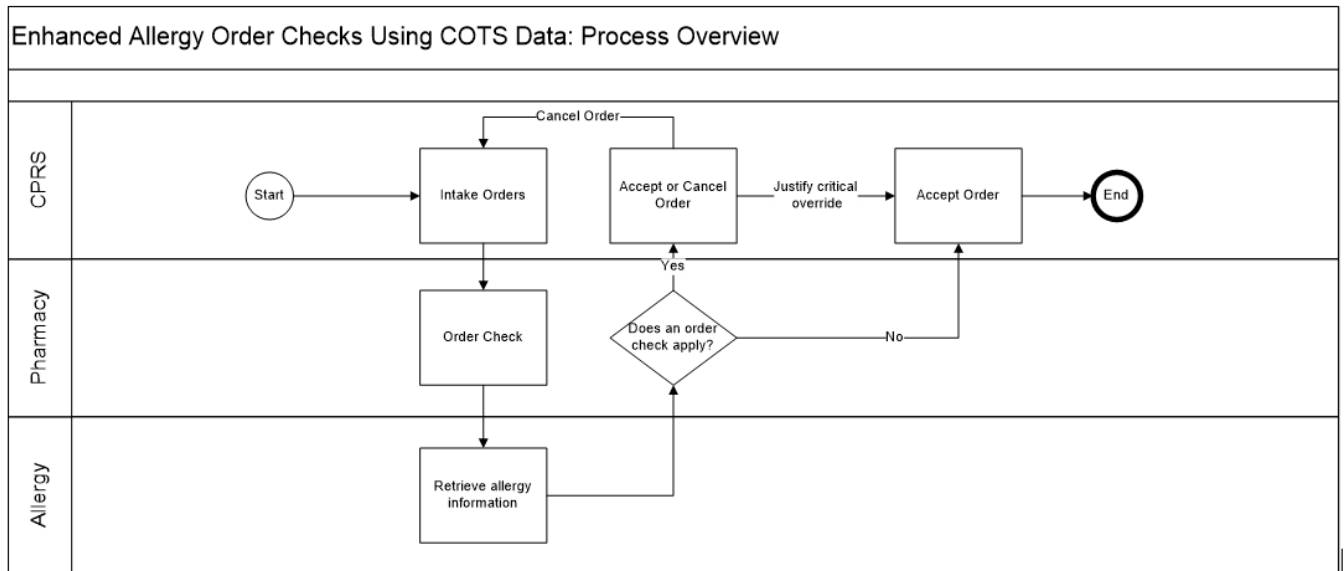 Enhanced Allergy Order Checks Using COTS Data: Process Overview
CPRS
Cancel Order
Start
Intake Orders
Accept or Cancel
Order
Justify critical
override
Accept Order
End
Pharmacy
Yes
Order Check
Does an order
check apply?
No
Allergy
Retrieve allergy
information